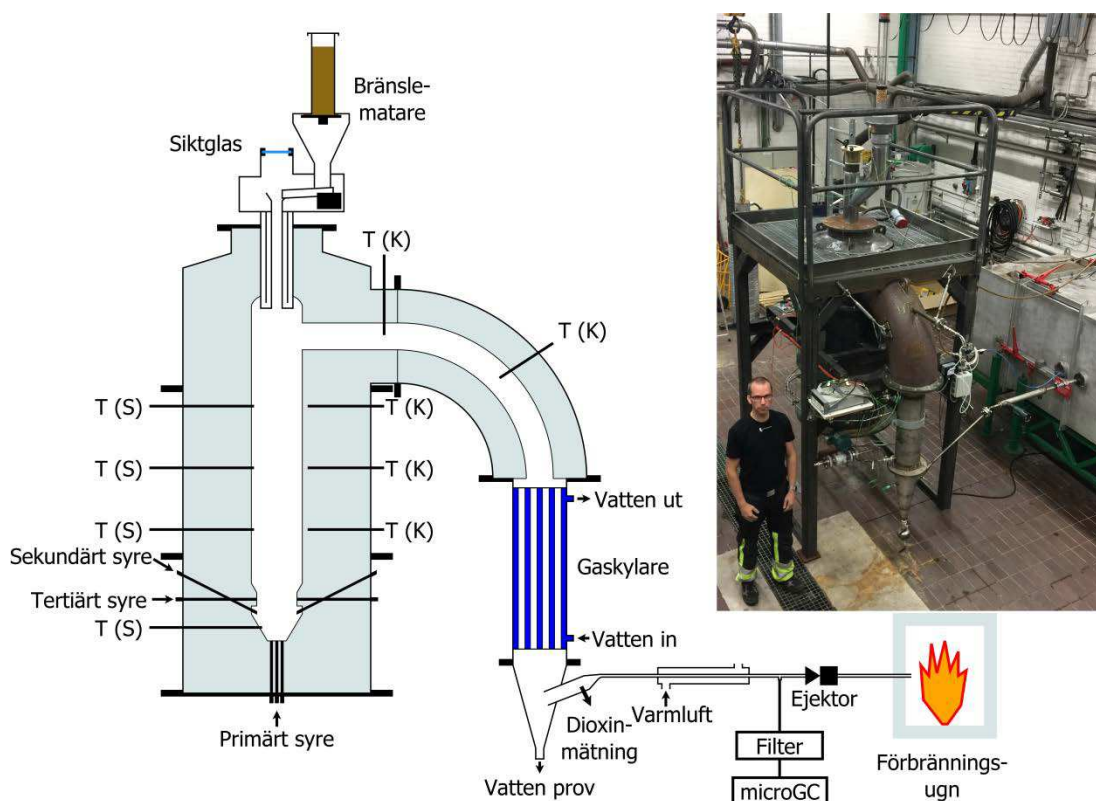 Bränsle-
matare
Siktglas
T (K)
T (K)
T (S)
T (K)
T (S)
T (K)
T (S)
T (K)
Sekundärt syre
Tertiärt syre
T (S)
Primärt syre
Vatten ut
Gaskylare
Vatten in
Dioxin-
mätning
Varmluft
Ejektor
Vatten prov
Filter
microGC
Förbrännings-
ugn